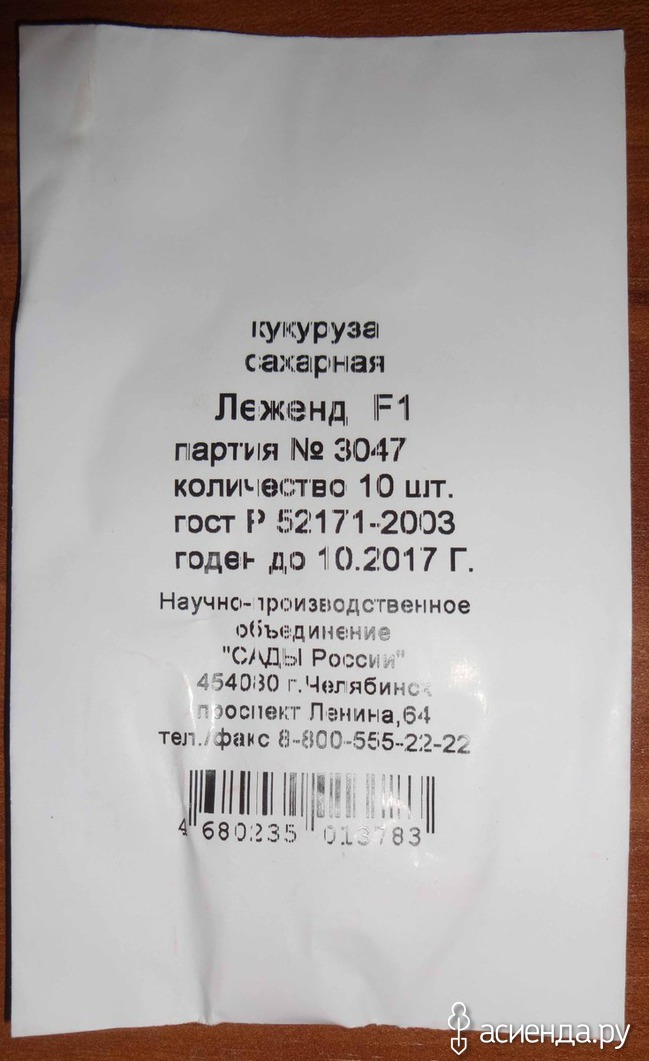 кукуруза
сахарная
Леженд F1
партия № 3047
количество 10 шт.
гост Р 52171-2003
годен до 10.2017 Г.
Научно-производственное
объединение
"САДЫ России"
454080 г.Челябинск
проспект Ленина,64
тел./факс 8-800-555-22-22
4 680235 013783
асиенда.ру